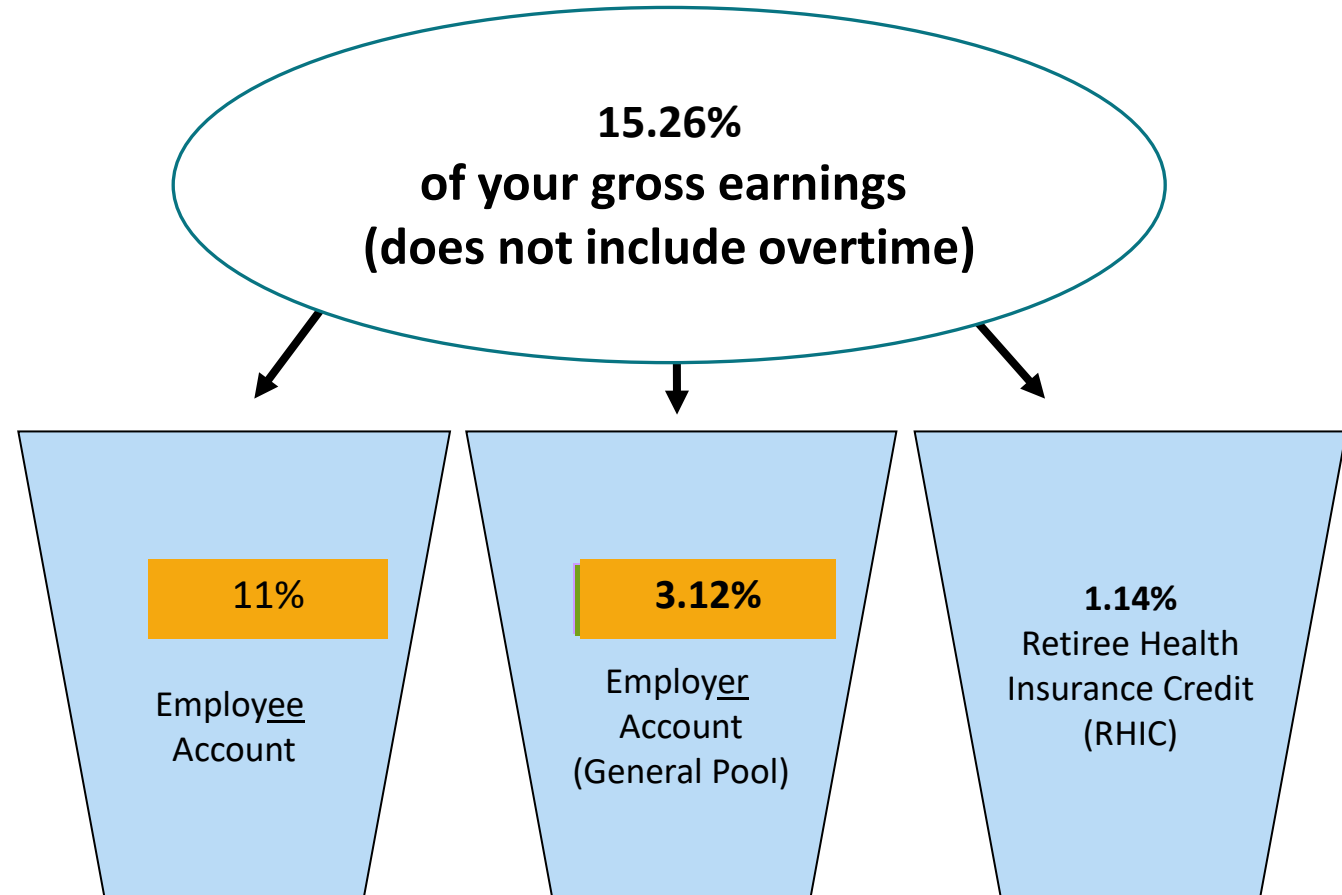 15.26%
of your gross earnings
(does not include overtime)
11%
Employee
Account
3.12%
Employer
Account
(General Pool)
1.14%
Retiree Health
Insurance Credit
(RHIC)